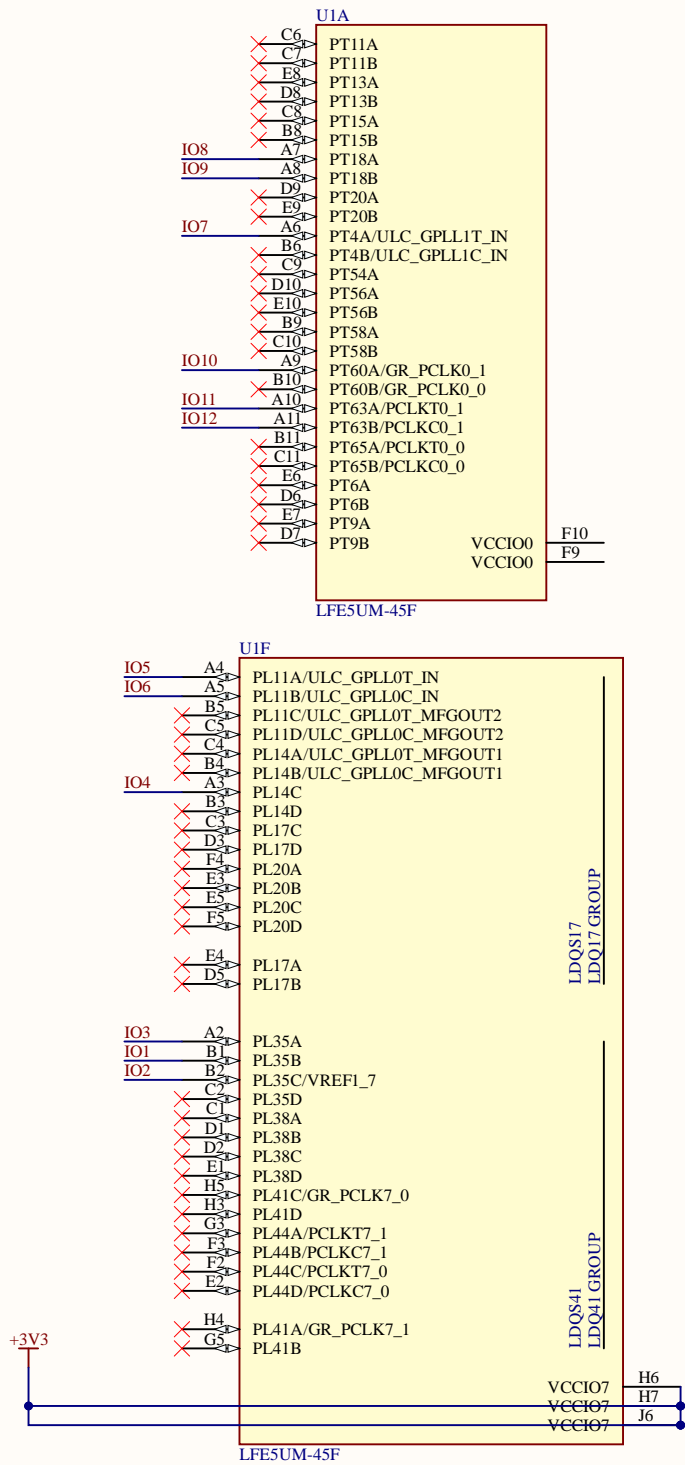 U1A
C6 PT11A
C7 PT11B
E8 PT13A
D8 PT13B
C8 PT15A
B8 PT15B
IO8 A7 PT18A
IO9 A8 PT18B
D9 PT20A
E9 PT20B
IO7 A6 PT4A/ULC_GPLL1T_IN
B6 PT4B/ULC_GPLL1C_IN
C9 PT54A
D10 PT56A
E10 PT56B
B9 PT58A
C10 PT58B
IO10 A9 PT60A/GR_PCLK0_1
B10 PT60B/GR_PCLK0_0
IO11 A10 PT63A/PCLKT0_1
IO12 A11 PT63B/PCLKC0_1
B11 PT65A/PCLKT0_0
C11 PT65B/PCLKC0_0
E6 PT6A
D6 PT6B
E7 PT9A
D7 PT9B VCCIO0 F10
VCCIO0 F9
LFE5UM-45F
U1F
IO5 A4 PL11A/ULC_GPLL0T_IN
IO6 A5 PL11B/ULC_GPLL0C_IN
B5 PL11C/ULC_GPLL0T_MFGOUT2
C5 PL11D/ULC_GPLL0C_MFGOUT2
C4 PL14A/ULC_GPLL0T_MFGOUT1
B4 PL14B/ULC_GPLL0C_MFGOUT1
IO4 A3 PL14C
B3 PL14D
C3 PL17C
D3 PL17D
F4 PL20A
E3 PL20B
E5 PL20C
F5 PL20D
E4 PL17A
D5 PL17B
LDQS17
LDQ17 GROUP
IO3 A2 PL35A
IO1 B1 PL35B
IO2 B2 PL35C/VREF1_7
C2 PL35D
C1 PL38A
D1 PL38B
D2 PL38C
E1 PL38D
H5 PL41C/GR_PCLK7_0
H3 PL41D
G3 PL44A/PCLKT7_1
F3 PL44B/PCLKC7_1
F2 PL44C/PCLKT7_0
E2 PL44D/PCLKC7_0
H4 PL41A/GR_PCLK7_1
G5 PL41B
LDQS41
LDQ41 GROUP
+3V3
VCCIO7 H6
VCCIO7 H7
VCCIO7 J6
LFE5UM-45F